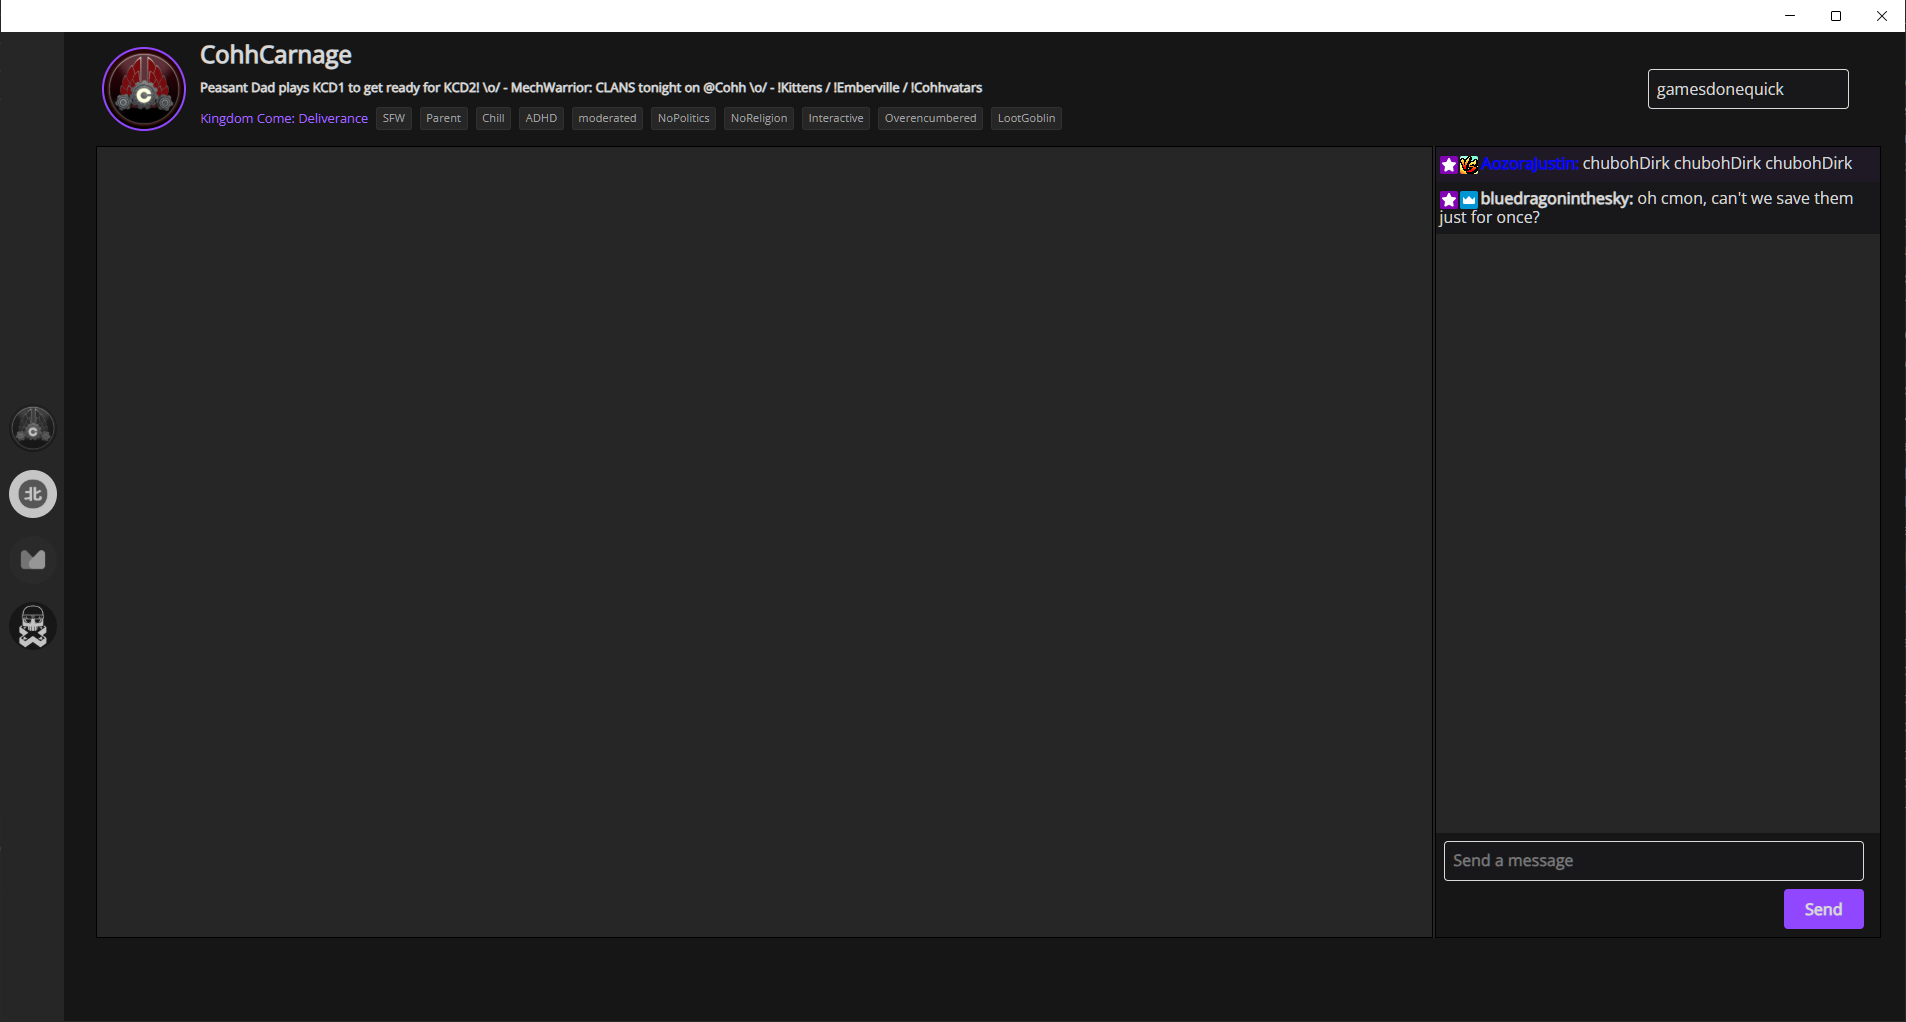 CohhCarnage
Peasant Dad plays KCD1 to get ready for KCD2! \o/ - MechWarrior: CLANS tonight on @Cohh \o/ - !Kittens / !Emberville / !Cohhvatars
Kingdom Come: Deliverance SFW Parent Chill ADHD moderated NoPolitics NoReligion Interactive Overencumbered LootGoblin
gamesdonequick
AozoraJustin: chubohDirk chubohDirk chubohDirk
bluedragoninthesky: oh cmon, can't we save them
just for once?
Send a message
Send